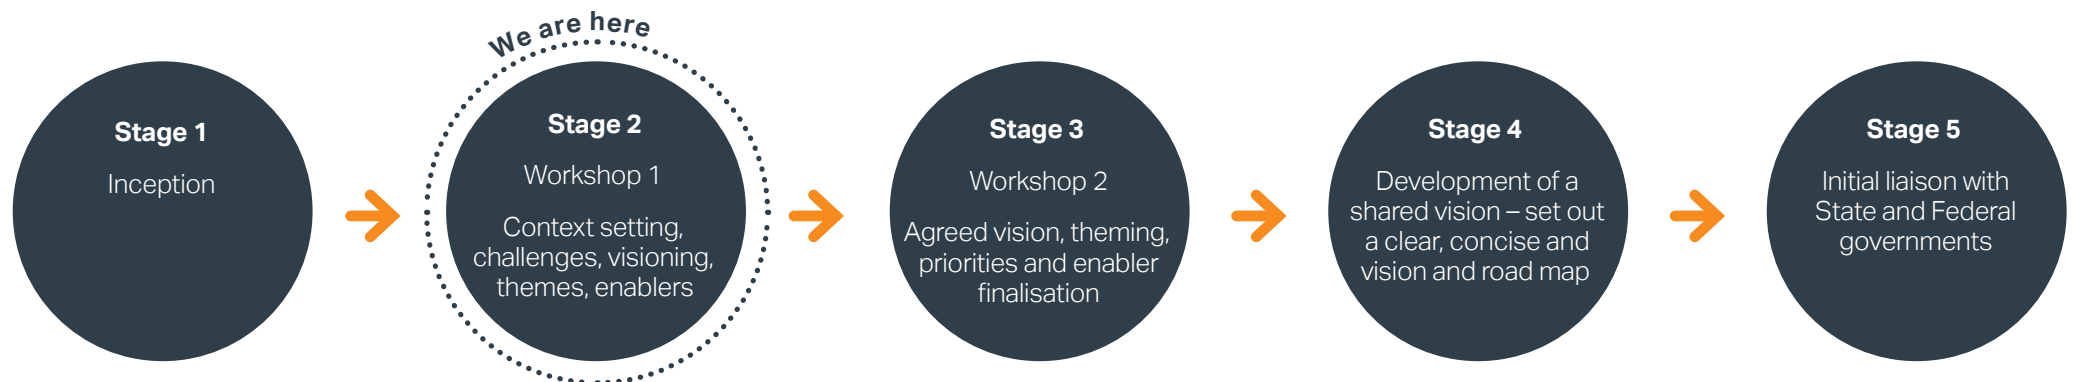 We are here
Stage 1
Inception
Stage 2
Workshop 1
Context setting,
challenges, visioning,
themes, enablers
Stage 3
Workshop 2
Agreed vision, theming,
priorities and enabler
finalisation
Stage 4
Development of a
shared vision – set out
a clear, concise and
vision and road map
Stage 5
Initial liaison with
State and Federal
governments